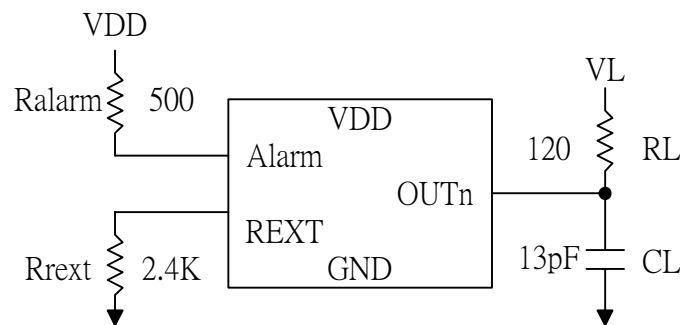 VDD
Ralarm 500
VL
VDD
120 RL
Alarm
OUTn
REXT
Rrext 2.4K
GND
13pF CL